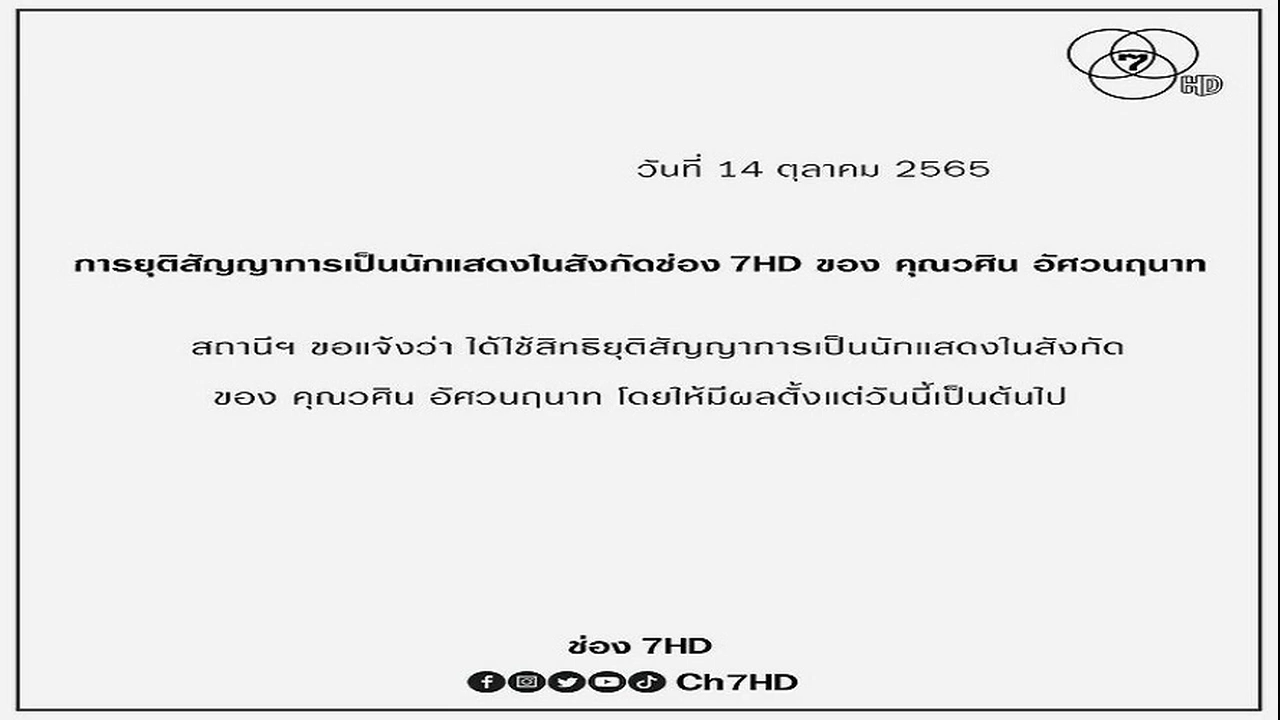 7HD
วันที่ 14 ตุลาคม 2565
การยุติสัญญาการเป็นนักแสดงในสังกัดช่อง 7HD ของ คุณวศิน อัศวนฤนาท
สถานีฯ ขอแจ้งว่า ได้ใช้สิทธิยุติสัญญาการเป็นนักแสดงในสังกัด
ของ คุณวศิน อัศวนฤนาท โดยให้มีผลตั้งแต่วันนี้เป็นต้นไป
ช่อง 7HD
Ch7HD